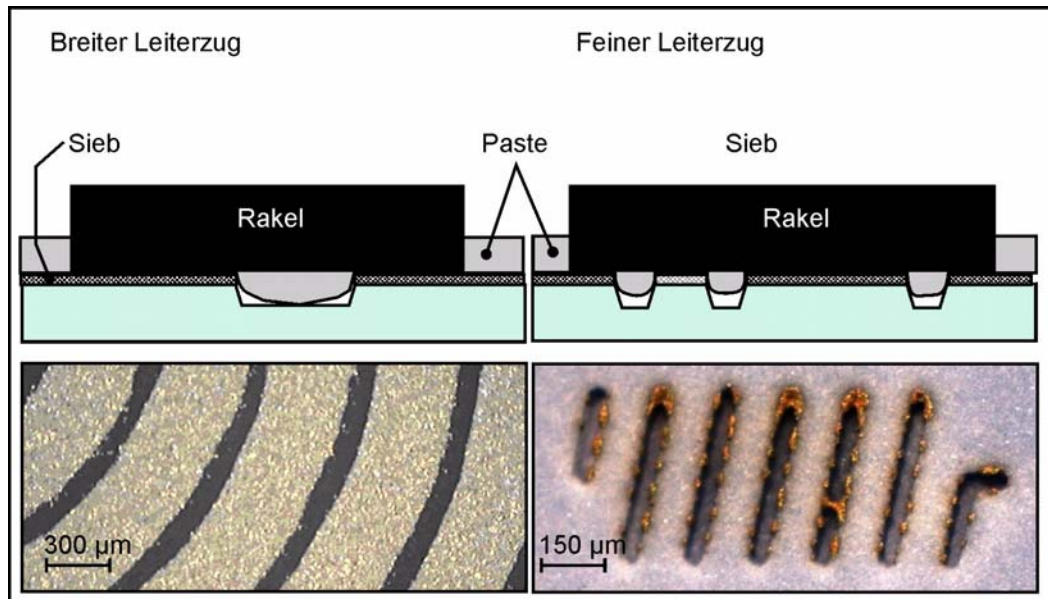 Breiter Leiterzug
Feiner Leiterzug
Sieb
Paste
Sieb
Rakel
Rakel
300 µm
150 µm